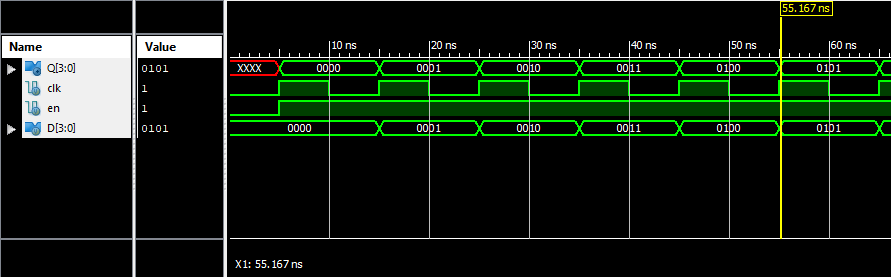 55.167 ns
Name Value 10 ns 20 ns 30 ns 40 ns 50 ns 60 ns
Q[3:0] 0101 XXXX 0000 0001 0010 0011 0100 0101
clk 1
en 1
D[3:0] 0101 0000 0001 0010 0011 0100 0101
X1: 55.167 ns